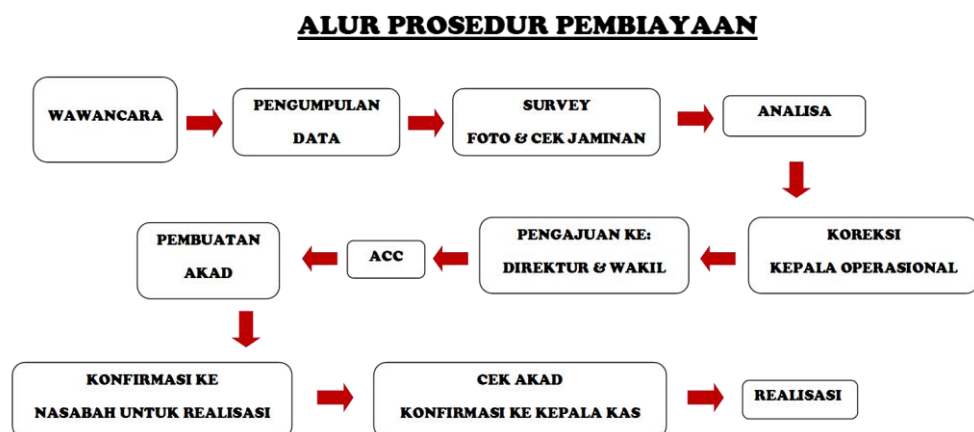 ALUR PROSEDUR PEMBIAYAAN
WAWANCARA
PENGUMPULAN
DATA
SURVEY
FOTO & CEK JAMINAN
ANALISA
KOREKSI
KEPALA OPERASIONAL
PENGAJUAN KE:
DIREKTUR & WAKIL
ACC
PEMBUATAN
AKAD
KONFIRMASI KE
NASABAH UNTUK REALISASI
CEK AKAD
KONFIRMASI KE KEPALA KAS
REALISASI